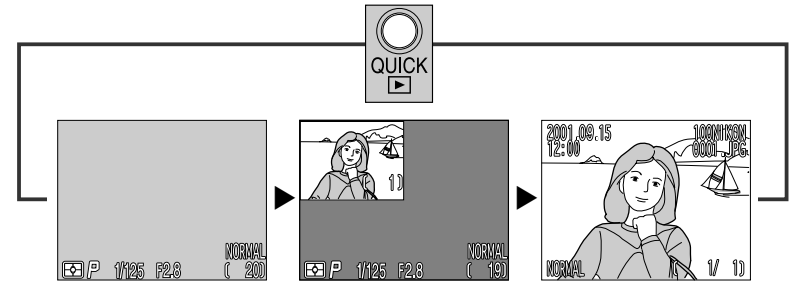 QUICK
NORMAL
P 1/125 F2.8 ( 20)
1)
NORMAL
P 1/125 F2.8 ( 19)
2001.09.15 100NIKON
12:00 0001.JPG
NORMAL ( 1/ 1)